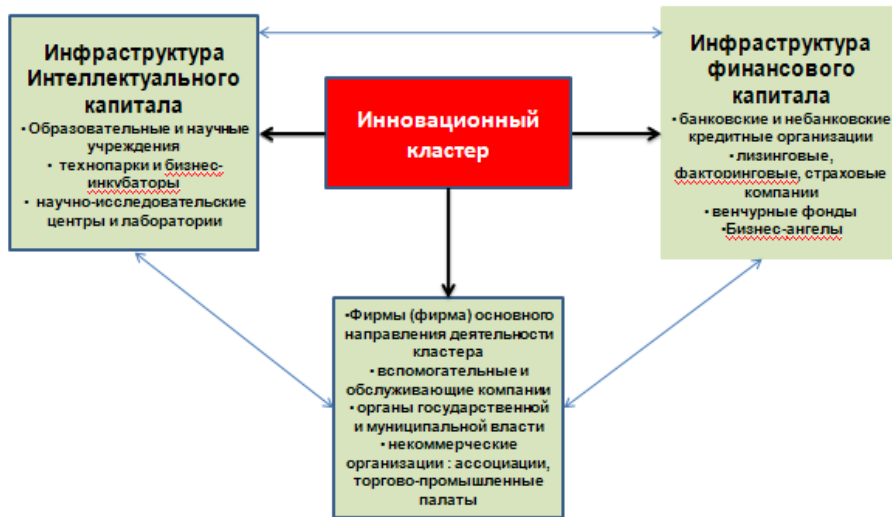 Инфраструктура
Интеллектуального
капитала
• Образовательные и научные
учреждения
• технопарки и бизнес-
инкубаторы
• научно-исследовательские
центры и лаборатории
Инновационный
кластер
Инфраструктура
финансового
капитала
• банковские и небанковские
кредитные организации
• лизинговые,
факторинговые, страховые
компании
• венчурные фонды
•Бизнес-ангелы
•Фирмы (фирма) основного
направления деятельности
кластера
• вспомогательные и
обслуживающие компании
• органы государственной
и муниципальной власти
• некоммерческие
организации : ассоциации,
торгово-промышленные
палаты